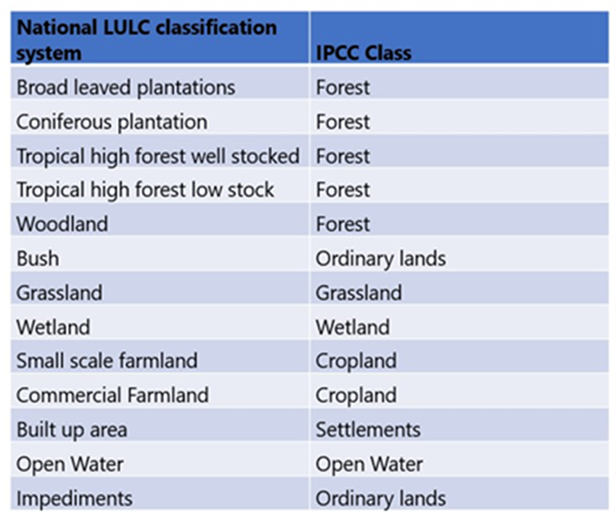 National LULC classification
system IPCC Class
Broad leaved plantations Forest
Coniferous plantation Forest
Tropical high forest well stocked Forest
Tropical high forest low stock Forest
Woodland Forest
Bush Ordinary lands
Grassland Grassland
Wetland Wetland
Small scale farmland Cropland
Commercial Farmland Cropland
Built up area Settlements
Open Water Open Water
Impediments Ordinary lands